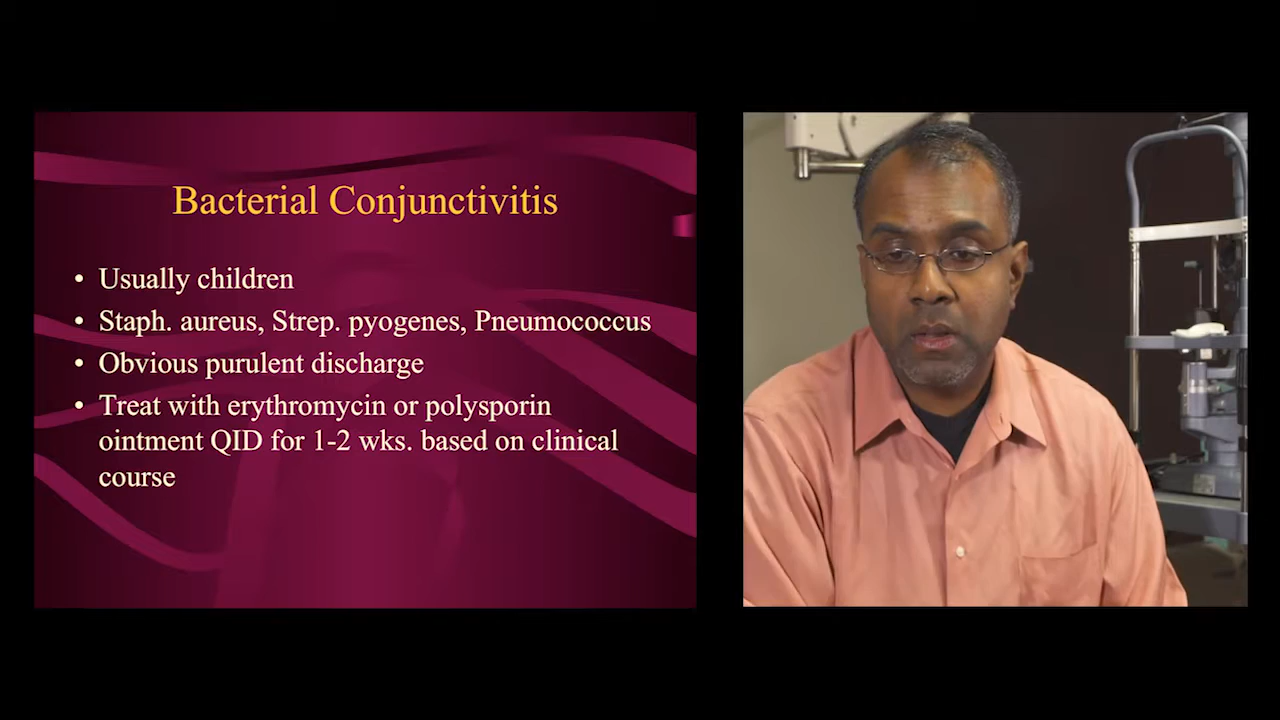 Bacterial Conjunctivitis
• Usually children
• Staph. aureus, Strep. pyogenes, Pneumococcus
• Obvious purulent discharge
• Treat with erythromycin or polysporin
ointment QID for 1-2 wks. based on clinical
course